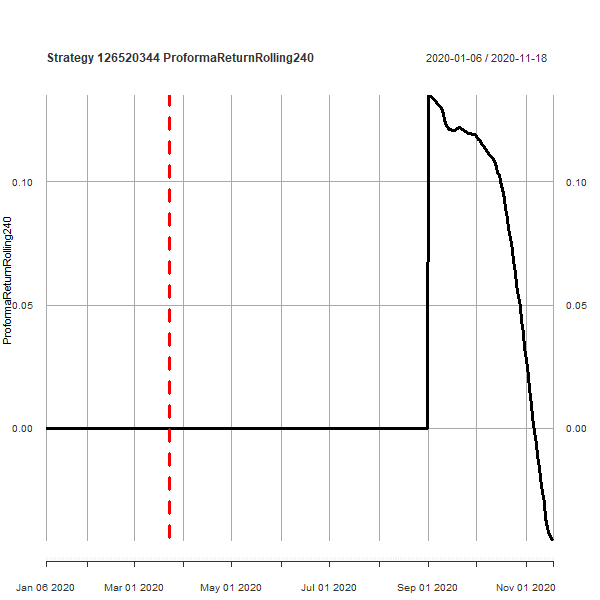 Strategy 126520344 ProformaReturnRolling240
2020-01-06 / 2020-11-18
ProformaReturnRolling240
0.10
0.10
0.05
0.05
0.00
0.00
Jan 06 2020
Mar 01 2020
May 01 2020
Jul 01 2020
Sep 01 2020
Nov 01 2020